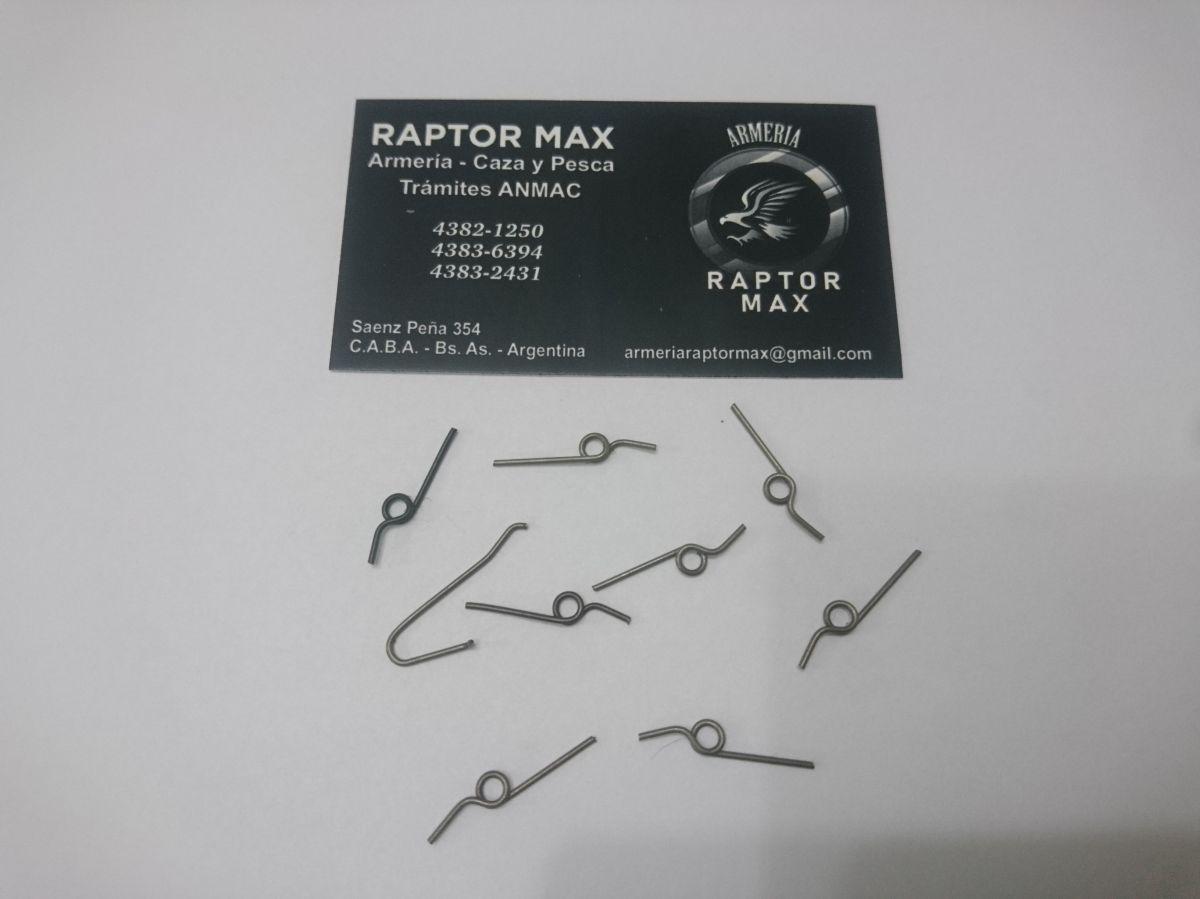 RAPTOR MAX
Armería - Caza y Pesca
Trámites ANMAC
4382-1250
4383-6394
4383-2431
Saenz Peña 354
C.A.B.A. - Bs. As. - Argentina
ARMERIA
RAPTOR
MAX
armeriaraptormax@gmail.com